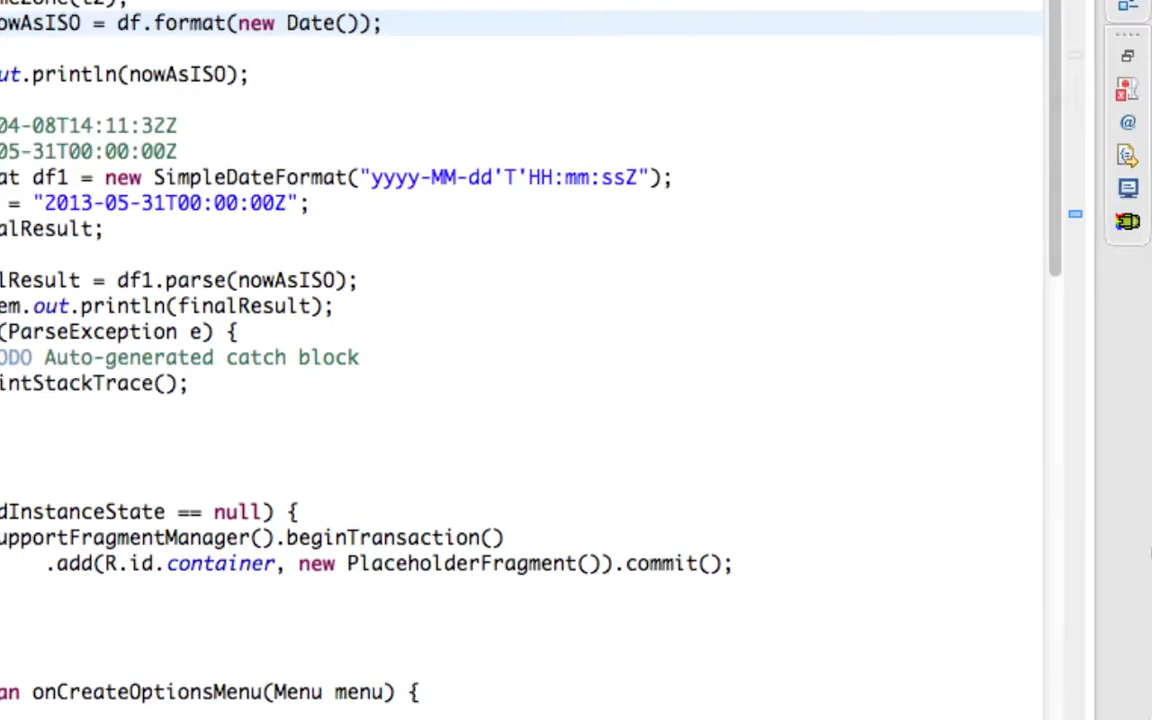 owAsISO = df.format(new Date());
ut.println(nowAsISO);
04-08T14:11:32Z
05-31T00:00:00Z
at df1 = new SimpleDateFormat("yyyy-MM-dd'T'HH:mm:ssZ");
= "2013-05-31T00:00:00Z";
alResult;
lResult = df1.parse(nowAsISO);
em.out.println(finalResult);
(ParseException e) {
ODO Auto-generated catch block
intStackTrace();
dInstanceState == null) {
upportFragmentManager().beginTransaction()
.add(R.id.container, new PlaceholderFragment()).commit();
an onCreateOptionsMenu(Menu menu) {